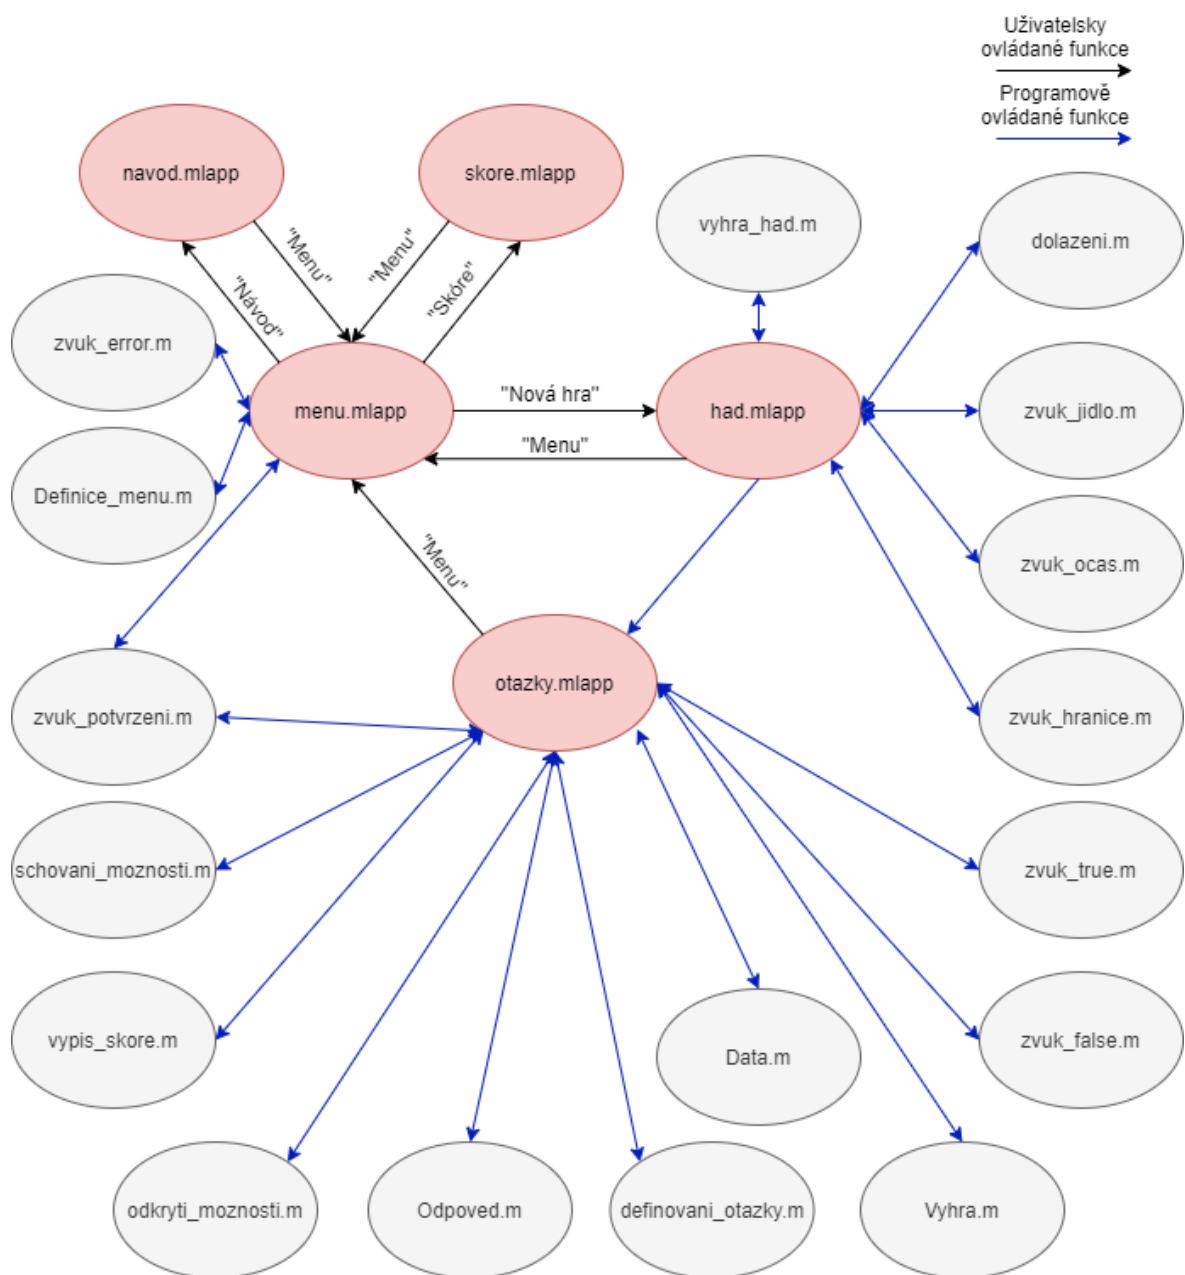 Uživatelsky
ovládané funkce
Programově
ovládané funkce
navod.mlapp
skore.mlapp
vyhra_had.m
dolazeni.m
"Menu"
"Menu"
"Návod"
"Skóre"
zvuk_error.m
menu.mlapp
"Nová hra"
had.mlapp
zvuk_jidlo.m
"Menu"
Definice_menu.m
zvuk_ocas.m
"Menu"
otazky.mlapp
zvuk_potvrzeni.m
zvuk_hranice.m
schovani_moznosti.m
zvuk_true.m
vypis_skore.m
Data.m
zvuk_false.m
odkryti_moznosti.m
Odpoved.m
definovani_otazky.m
Vyhra.m